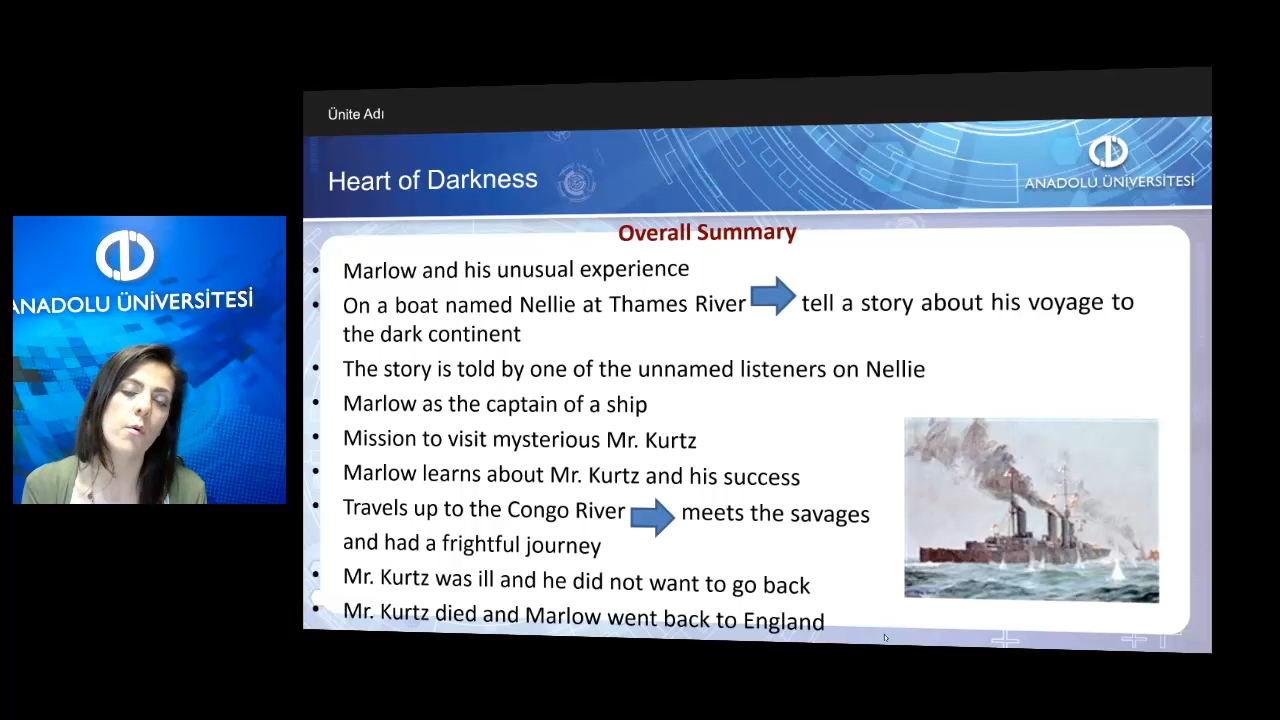 Ünite Adı
Heart of Darkness
ANADOLU ÜNİVERSİTESİ
ANADOLU ÜNİVERSİTESİ
Overall Summary
• Marlow and his unusual experience
• On a boat named Nellie at Thames River tell a story about his voyage to
the dark continent
• The story is told by one of the unnamed listeners on Nellie
• Marlow as the captain of a ship
• Mission to visit mysterious Mr. Kurtz
• Marlow learns about Mr. Kurtz and his success
• Travels up to the Congo River meets the savages
and had a frightful journey
• Mr. Kurtz was ill and he did not want to go back
• Mr. Kurtz died and Marlow went back to England